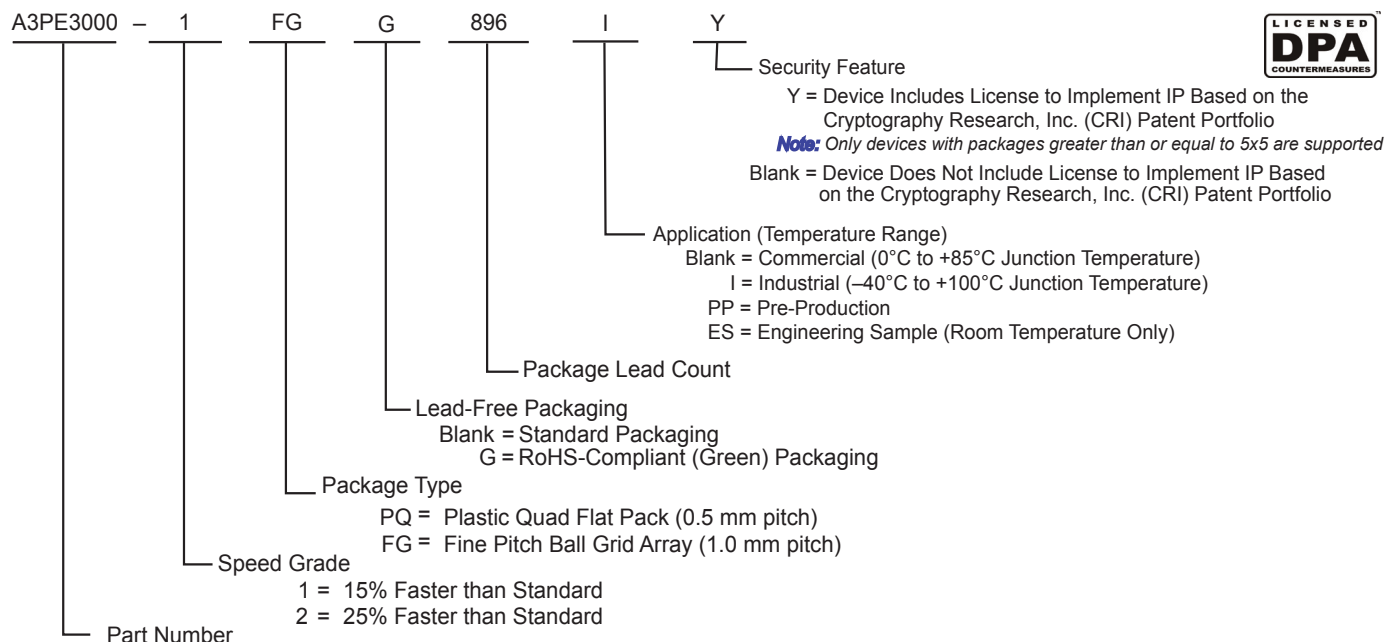 A3PE3000 – 1 FG G 896 I Y
LICENSED
DPA
COUNTERMEASURES
™
Security Feature
Y = Device Includes License to Implement IP Based on the
Cryptography Research, Inc. (CRI) Patent Portfolio
Note: Only devices with packages greater than or equal to 5x5 are supported
Blank = Device Does Not Include License to Implement IP Based
on the Cryptography Research, Inc. (CRI) Patent Portfolio
Application (Temperature Range)
Blank = Commercial (0°C to +85°C Junction Temperature)
I = Industrial (–40°C to +100°C Junction Temperature)
PP = Pre-Production
ES = Engineering Sample (Room Temperature Only)
Package Lead Count
Lead-Free Packaging
Blank = Standard Packaging
G = RoHS-Compliant (Green) Packaging
Package Type
PQ = Plastic Quad Flat Pack (0.5 mm pitch)
FG = Fine Pitch Ball Grid Array (1.0 mm pitch)
Speed Grade
1 = 15% Faster than Standard
2 = 25% Faster than Standard
Part Number